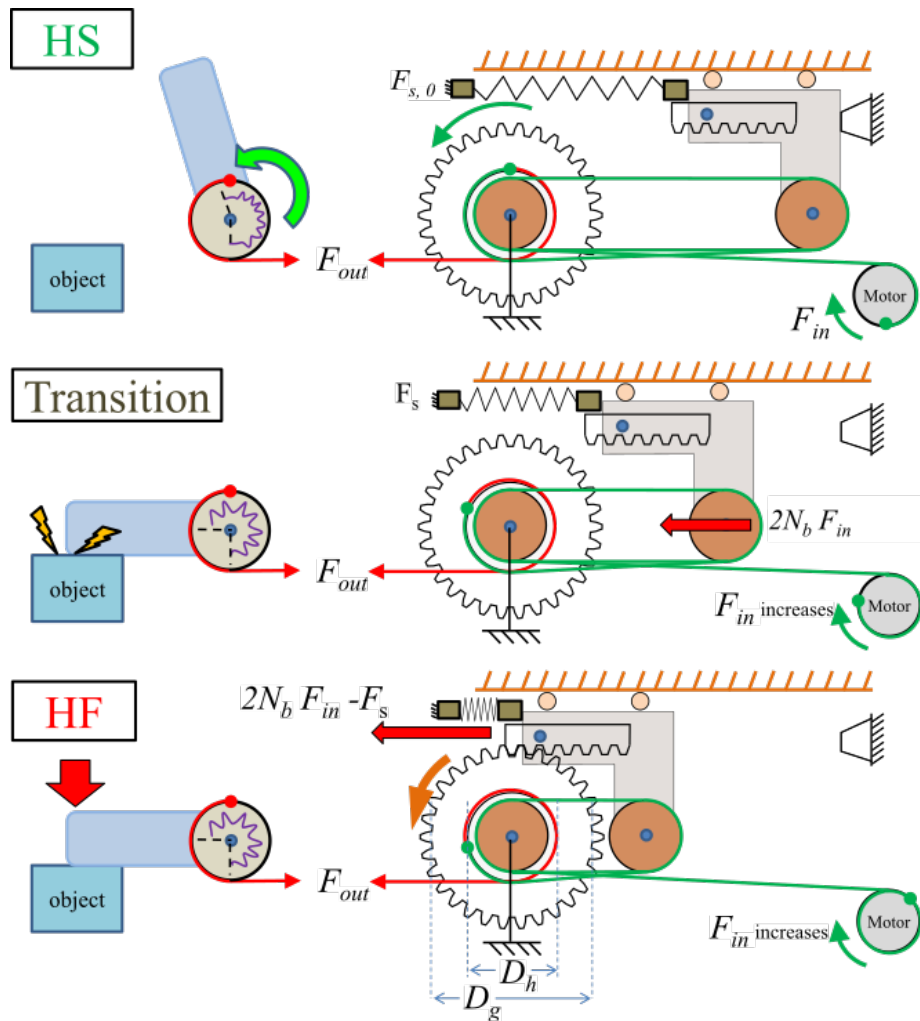 HS
F_{s, 0}
object
F_{out}
F_{in}
Motor
Transition
F_s
2N_b F_{in}
object
F_{out}
F_{in} increases
Motor
HF
2N_b F_{in} -F_s
object
F_{out}
F_{in} increases
Motor
D_h
D_g